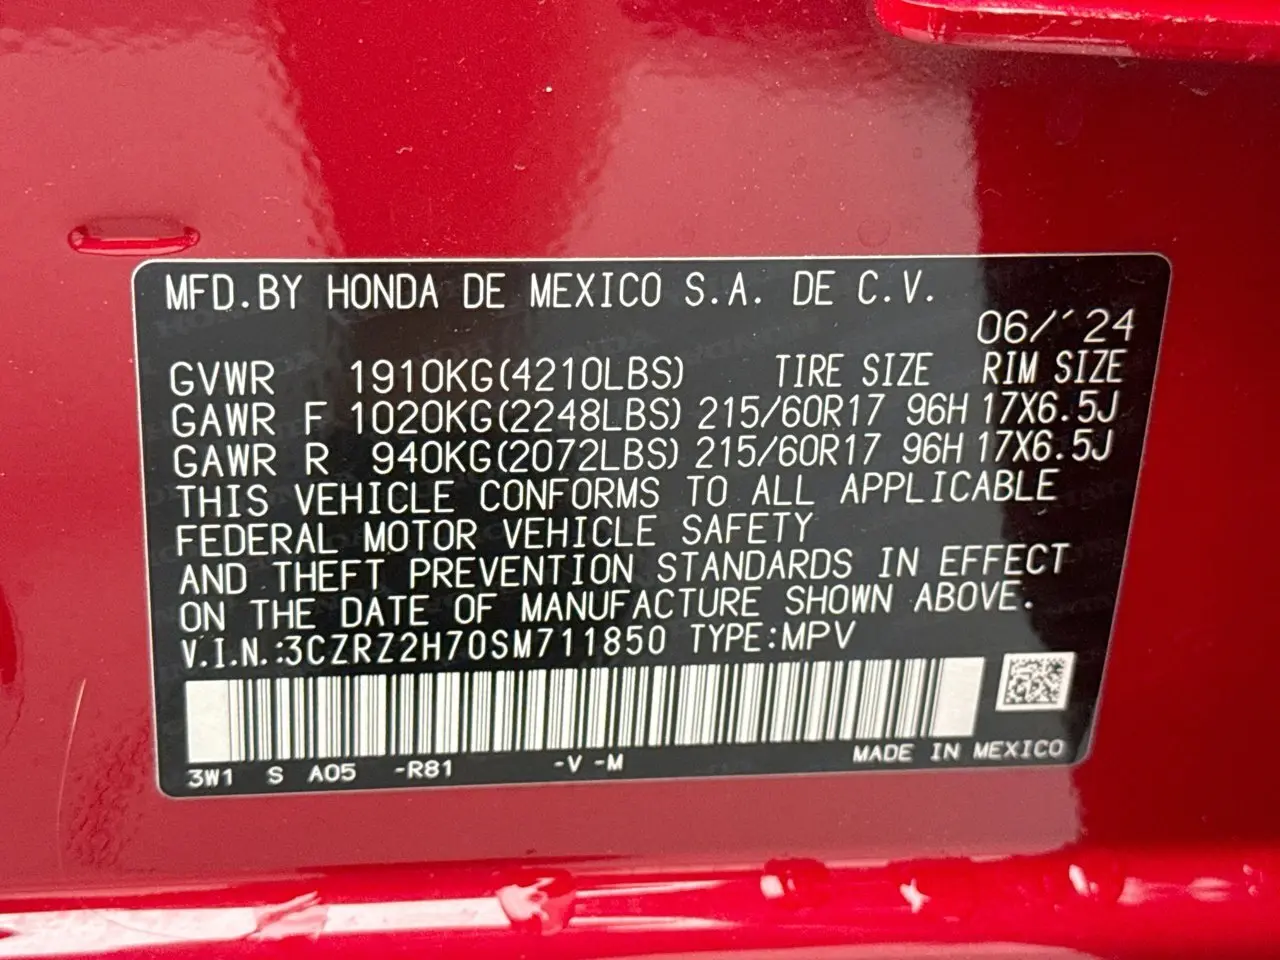 MFD.BY HONDA DE MEXICO S.A. DE C.V.
06/´24
GVWR 1910KG(4210LBS) TIRE SIZE RIM SIZE
GAWR F 1020KG(2248LBS) 215/60R17 96H 17X6.5J
GAWR R 940KG(2072LBS) 215/60R17 96H 17X6.5J
THIS VEHICLE CONFORMS TO ALL APPLICABLE
FEDERAL MOTOR VEHICLE SAFETY
AND THEFT PREVENTION STANDARDS IN EFFECT
ON THE DATE OF MANUFACTURE SHOWN ABOVE.
V.I.N.:3CZRZ2H70SM711850 TYPE:MPV
3W1 S A05 -R81 -V -M MADE IN MEXICO